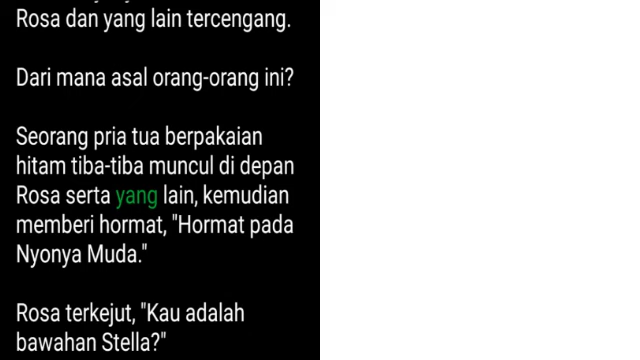 Rosa dan yang lain tercengang.
Dari mana asal orang-orang ini?
Seorang pria tua berpakaian
hitam tiba-tiba muncul di depan
Rosa serta yang lain, kemudian
memberi hormat, "Hormat pada
Nyonya Muda."
Rosa terkejut, "Kau adalah
bawahan Stella?"